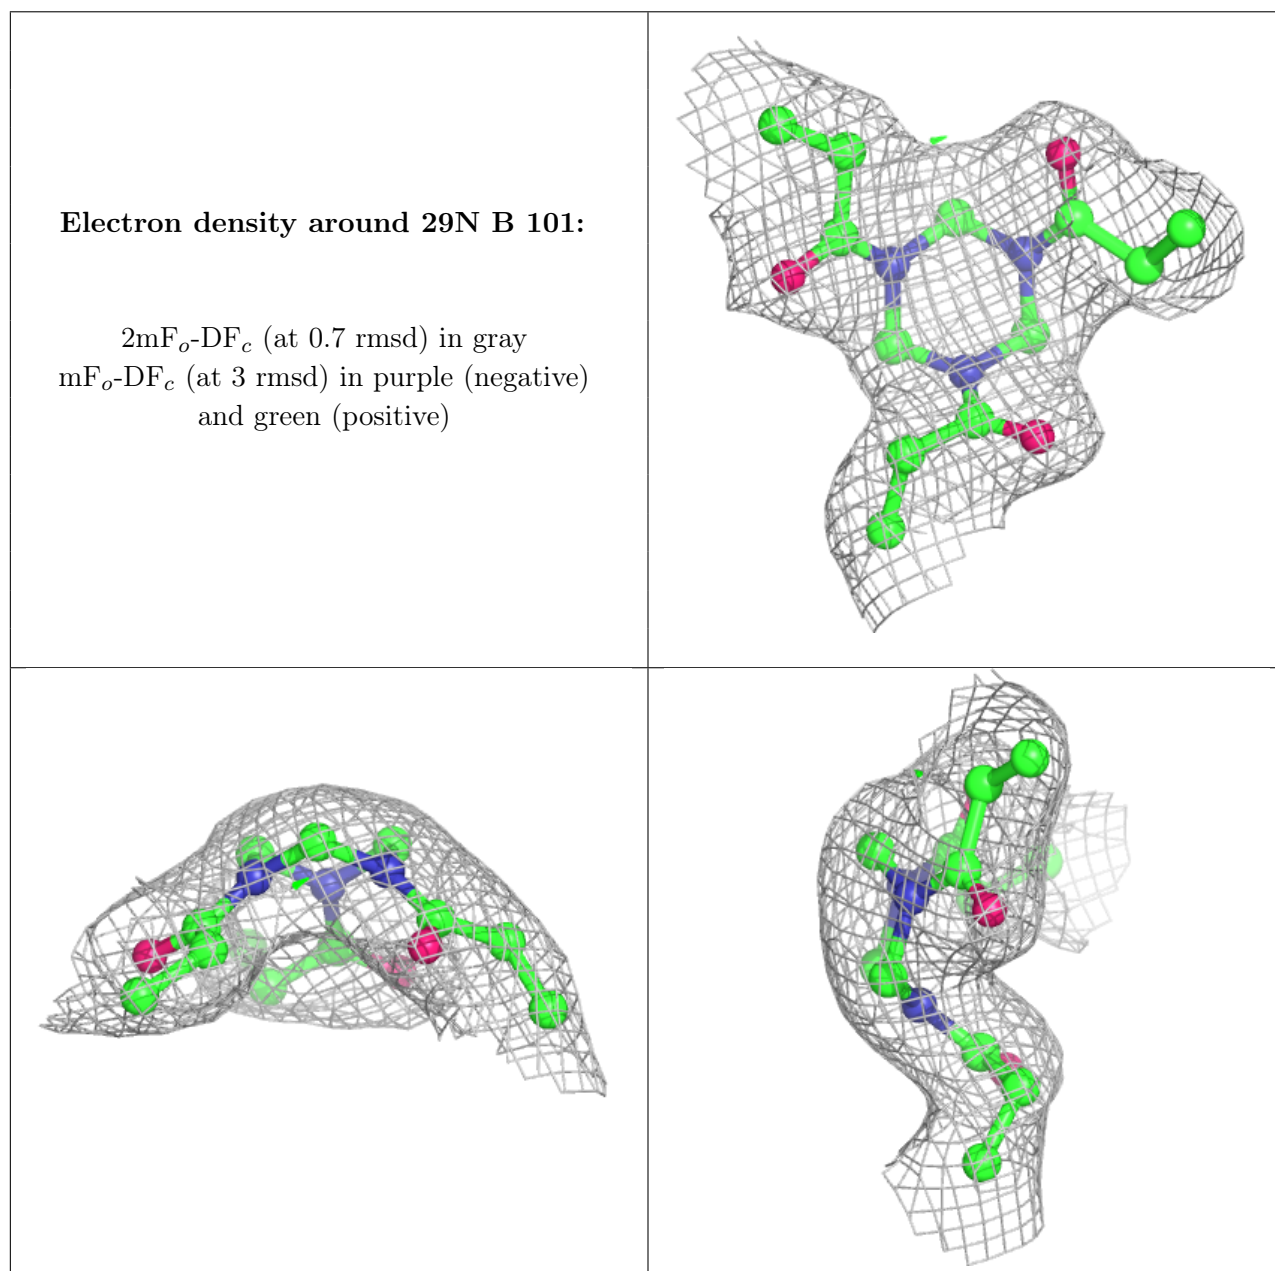 Electron density around 29N B 101:
2mFo-DFc (at 0.7 rmsd) in gray
mFo-DFc (at 3 rmsd) in purple (negative)
and green (positive)